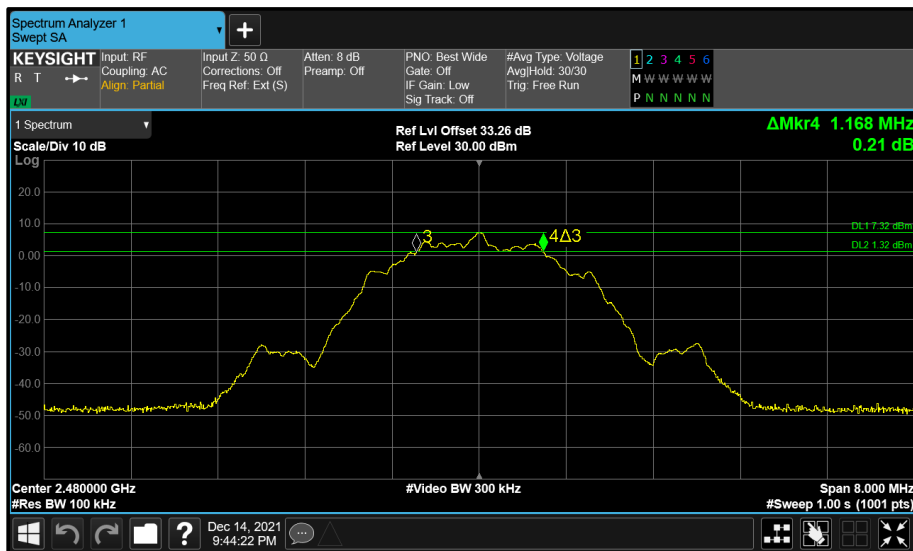 Spectrum Analyzer 1
Swept SA
+
KEYSIGHT
R T
LXI
Input: RF
Coupling: AC
Align: Partial
Input Z: 50 Ω
Corrections: Off
Freq Ref: Ext (S)
Atten: 8 dB
Preamp: Off
PNO: Best Wide
Gate: Off
IF Gain: Low
Sig Track: Off
#Avg Type: Voltage
Avg|Hold: 30/30
Trig: Free Run
1 2 3 4 5 6
M W W W W W
P N N N N N
1 Spectrum
Scale/Div 10 dB
Log
Ref Lvl Offset 33.26 dB
Ref Level 30.00 dBm
ΔMkr4 1.168 MHz
0.21 dB
20.0
10.0
0.00
-10.0
-20.0
-30.0
-40.0
-50.0
-60.0
3
4Δ3
DL1 7.32 dBm
DL2 1.32 dBm
Center 2.480000 GHz
#Res BW 100 kHz
#Video BW 300 kHz
Span 8.000 MHz
#Sweep 1.00 s (1001 pts)
?
Dec 14, 2021
9:44:22 PM